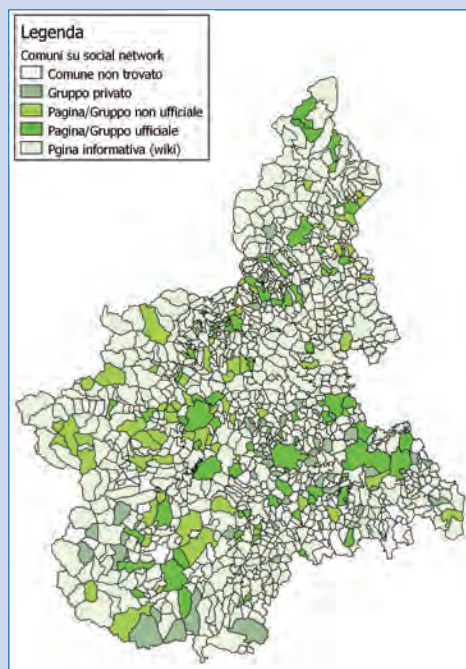 Legenda
Comuni su social network
Comune non trovato
Gruppo privato
Pagina/Gruppo non ufficiale
Pagina/Gruppo ufficiale
Pgina informativa (wiki)